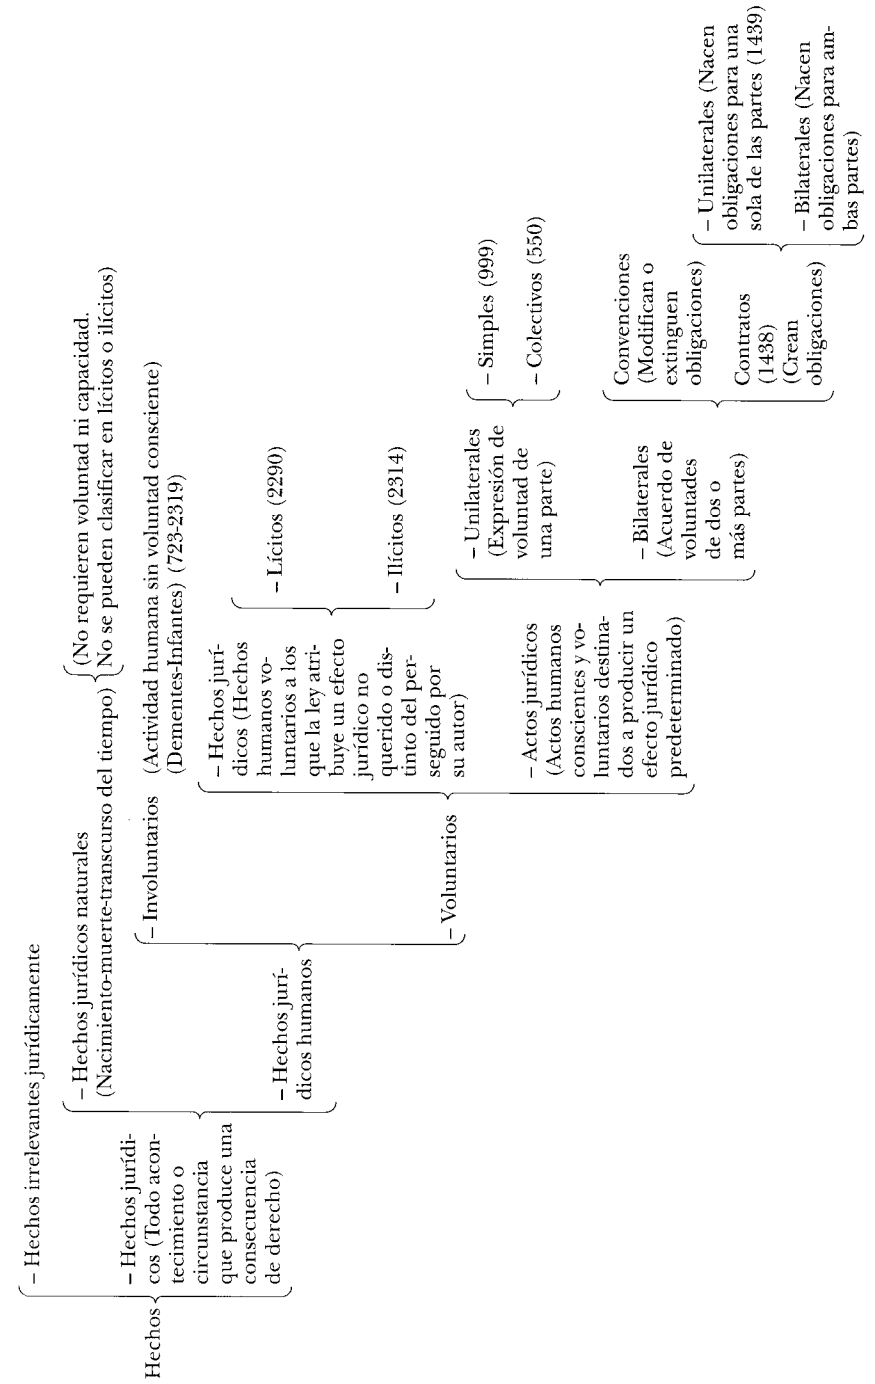 Hechos
– Hechos irrelevantes jurídicamente
– Hechos jurídi-
cos (Todo acon-
tecimiento o
circunstancia
que produce una
consecuencia
de derecho)
– Hechos jurídicos naturales
(Nacimiento-muerte-transcurso del tiempo)
(No requieren voluntad ni capacidad.
No se pueden clasificar en lícitos o ilícitos)
– Hechos jurí-
dicos humanos
– Involuntarios
(Actividad humana sin voluntad consciente)
(Dementes-Infantes) (723-2319)
– Voluntarios
– Hechos jurí-
dicos (Hechos
humanos vo-
luntarios a los
que la ley atri-
buye un efecto
jurídico no
querido o dis-
tinto del per-
seguido por
su autor)
– Lícitos (2290)
– Ilícitos (2314)
– Actos jurídicos
(Actos humanos
conscientes y vo-
luntarios destina-
dos a producir un
efecto jurídico
predeterminado)
– Unilaterales
(Expresión de
voluntad de
una parte)
– Simples (999)
– Colectivos (550)
– Bilaterales
(Acuerdo de
voluntades
de dos o
más partes)
Convenciones
(Modifican o
extinguen
obligaciones)
Contratos
(1438)
(Crean
obligaciones)
– Unilaterales (Nacen
obligaciones para una
sola de las partes (1439)
– Bilaterales (Nacen
obligaciones para am-
bas partes)